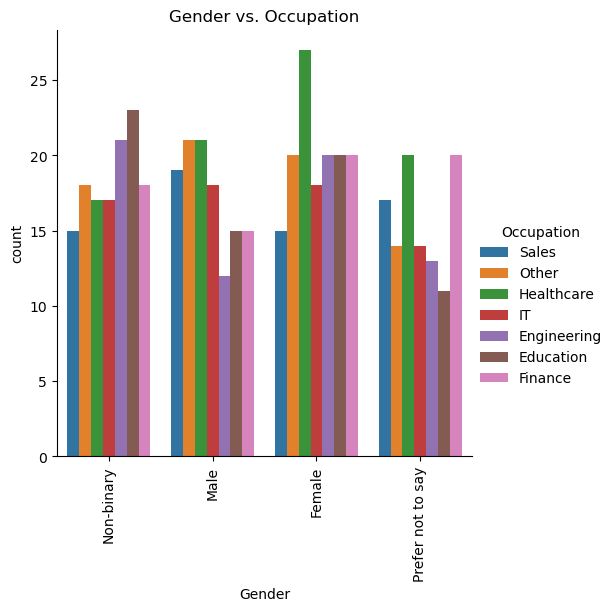 Gender vs. Occupation
count
25
20
15
10
5
0
Non-binary
Male
Female
Prefer not to say
Gender
Occupation
Sales
Other
Healthcare
IT
Engineering
Education
Finance